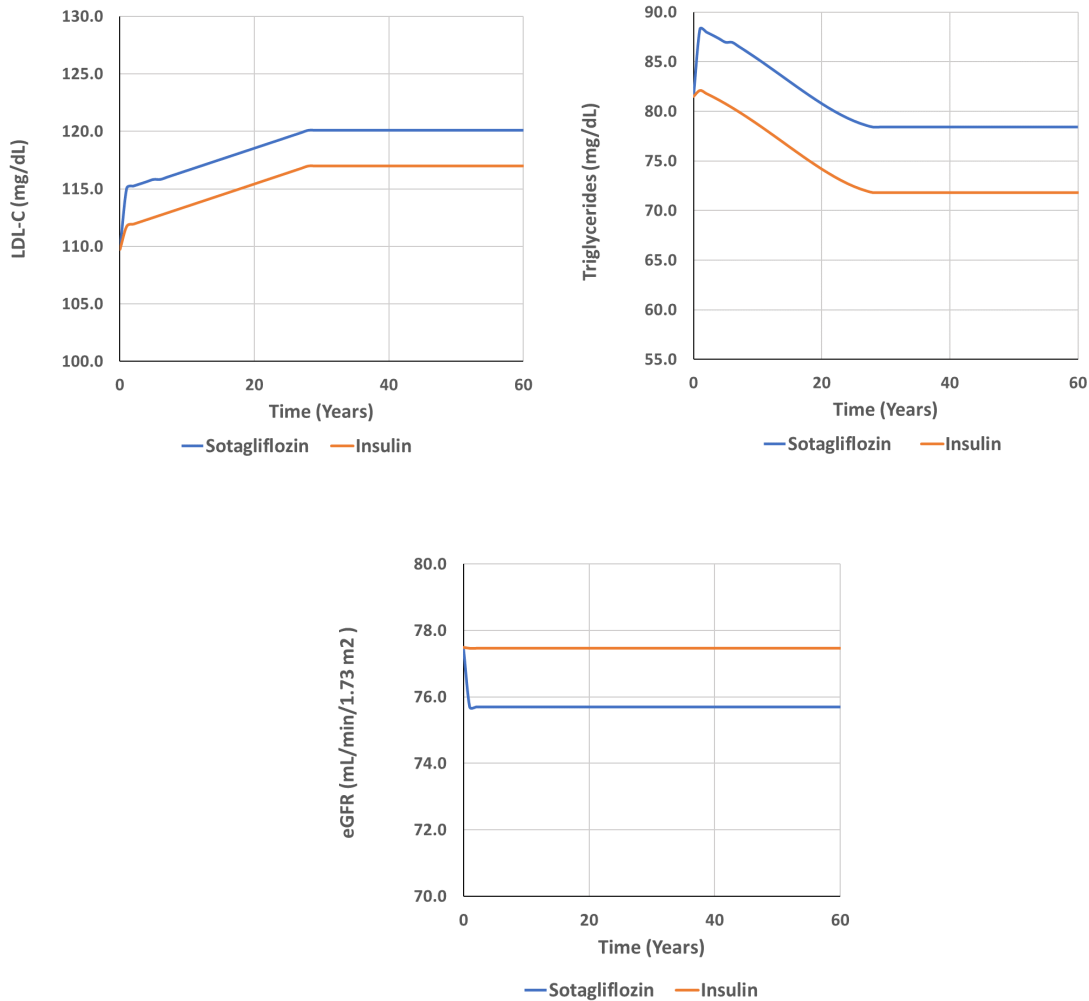 LDL-C (mg/dL)
130.0
125.0
120.0
115.0
110.0
105.0
100.0
0 20 40 60
Time (Years)
Sotagliflozin Insulin
Triglycerides (mg/dL)
90.0
85.0
80.0
75.0
70.0
65.0
60.0
55.0
0 20 40 60
Time (Years)
Sotagliflozin Insulin
eGFR (mL/min/1.73 m2 )
80.0
78.0
76.0
74.0
72.0
70.0
0 20 40 60
Time (Years)
Sotagliflozin Insulin